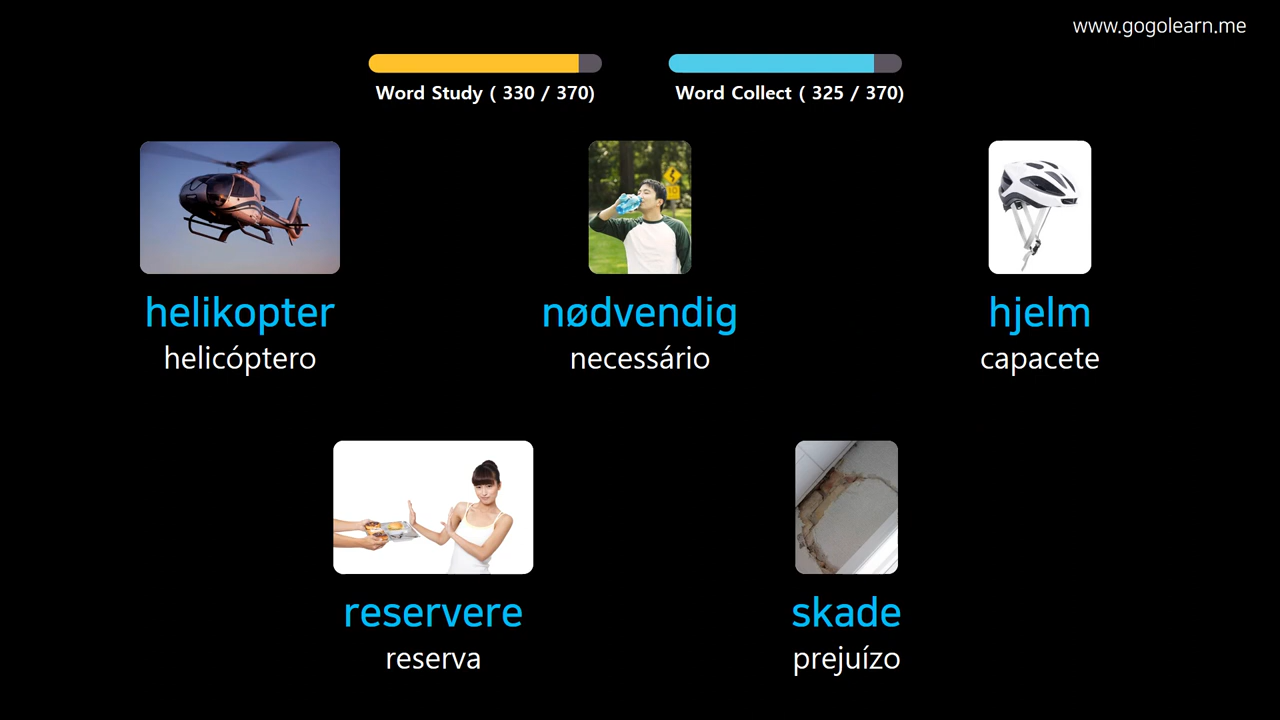 www.gogolearn.me
Word Study ( 330 / 370)
Word Collect ( 325 / 370)
helikopter
helicóptero
nødvendig
necessário
hjelm
capacete
reservere
reserva
skade
prejuízo